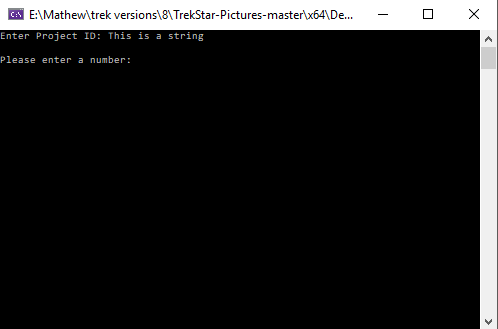 E:\Mathew\trek versions\8\TrekStar-Pictures-master\x64\De...
Enter Project ID: This is a string
Please enter a number: